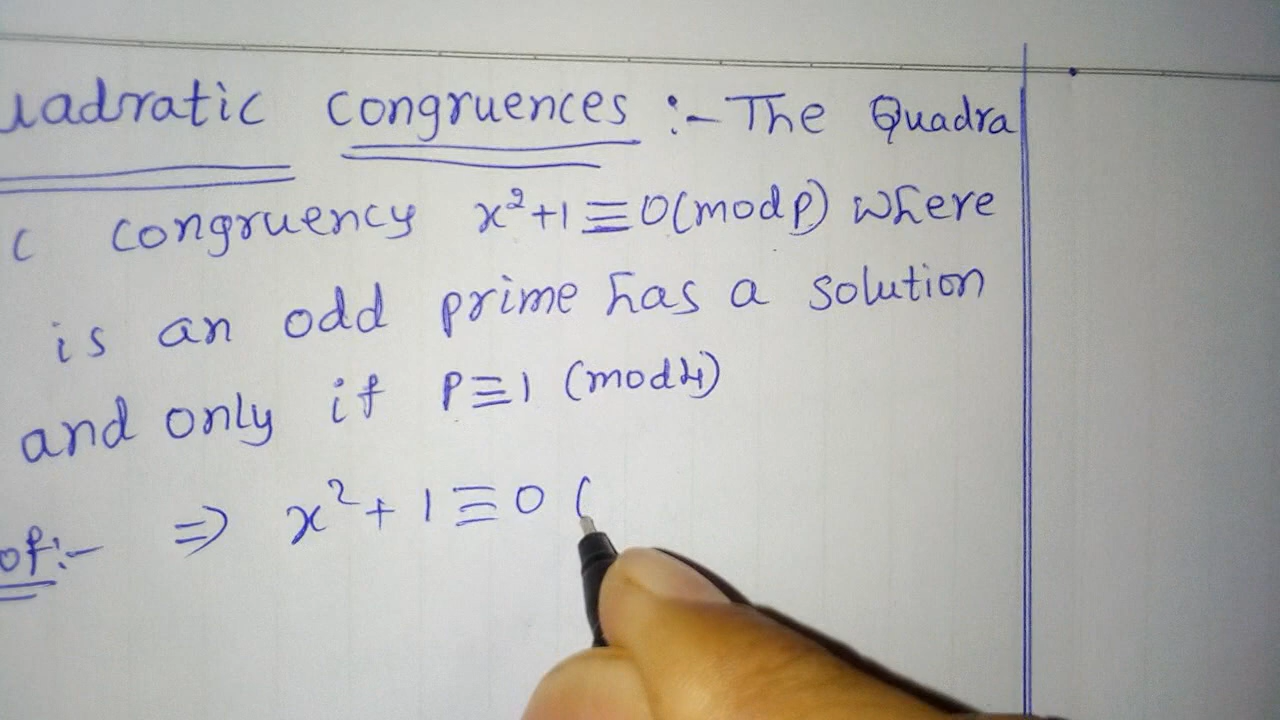 uadratic congruences :- The Quadra
c congruency x²+1≡0(mod p) where
is an odd prime has a solution
and only if P≡1 (mod 4)
of:- ⇒ x²+1≡0 (